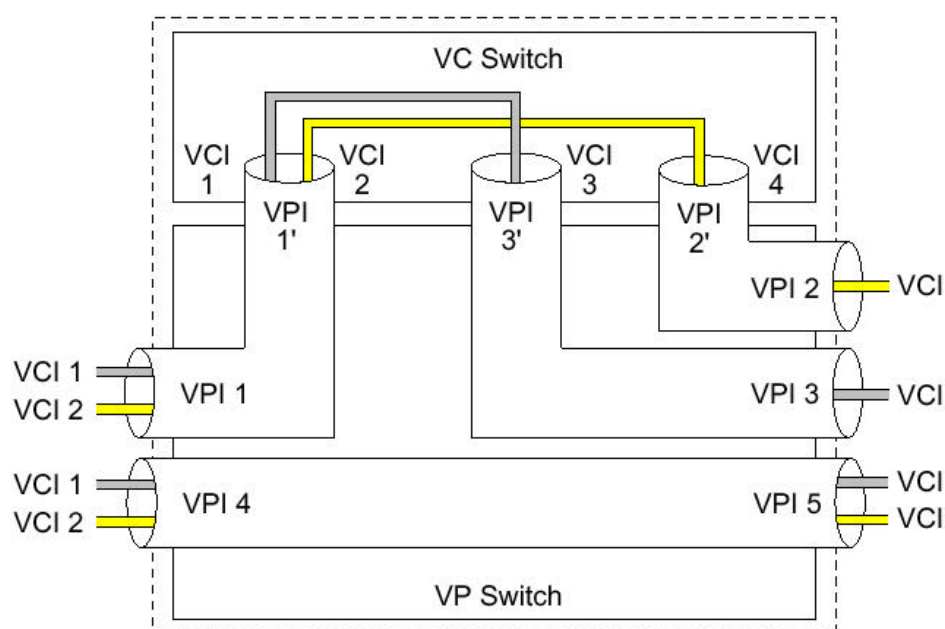 VC Switch
VCI
1
VCI
2
VCI
3
VCI
4
VPI
1'
VPI
3'
VPI
2'
VPI 2
VCI
VCI 1
VCI 2
VPI 1
VPI 3
VCI
VCI 1
VCI 2
VPI 4
VPI 5
VCI
VCI
VP Switch